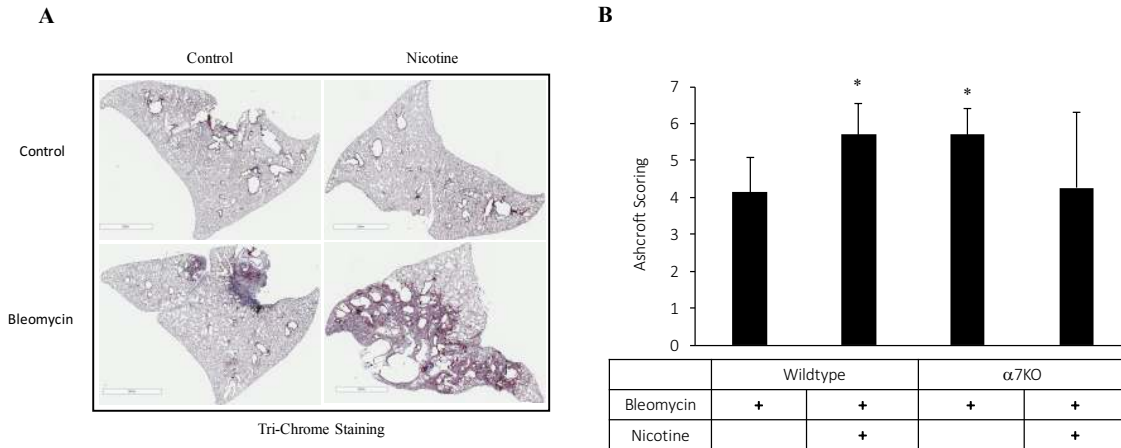 A
Control Nicotine
Control
Bleomycin
Tri-Chrome Staining
B
Ashcroft Scoring
7
6
5
4
3
2
1
0
* *
Wildtype α7KO
Bleomycin + + + +
Nicotine + +